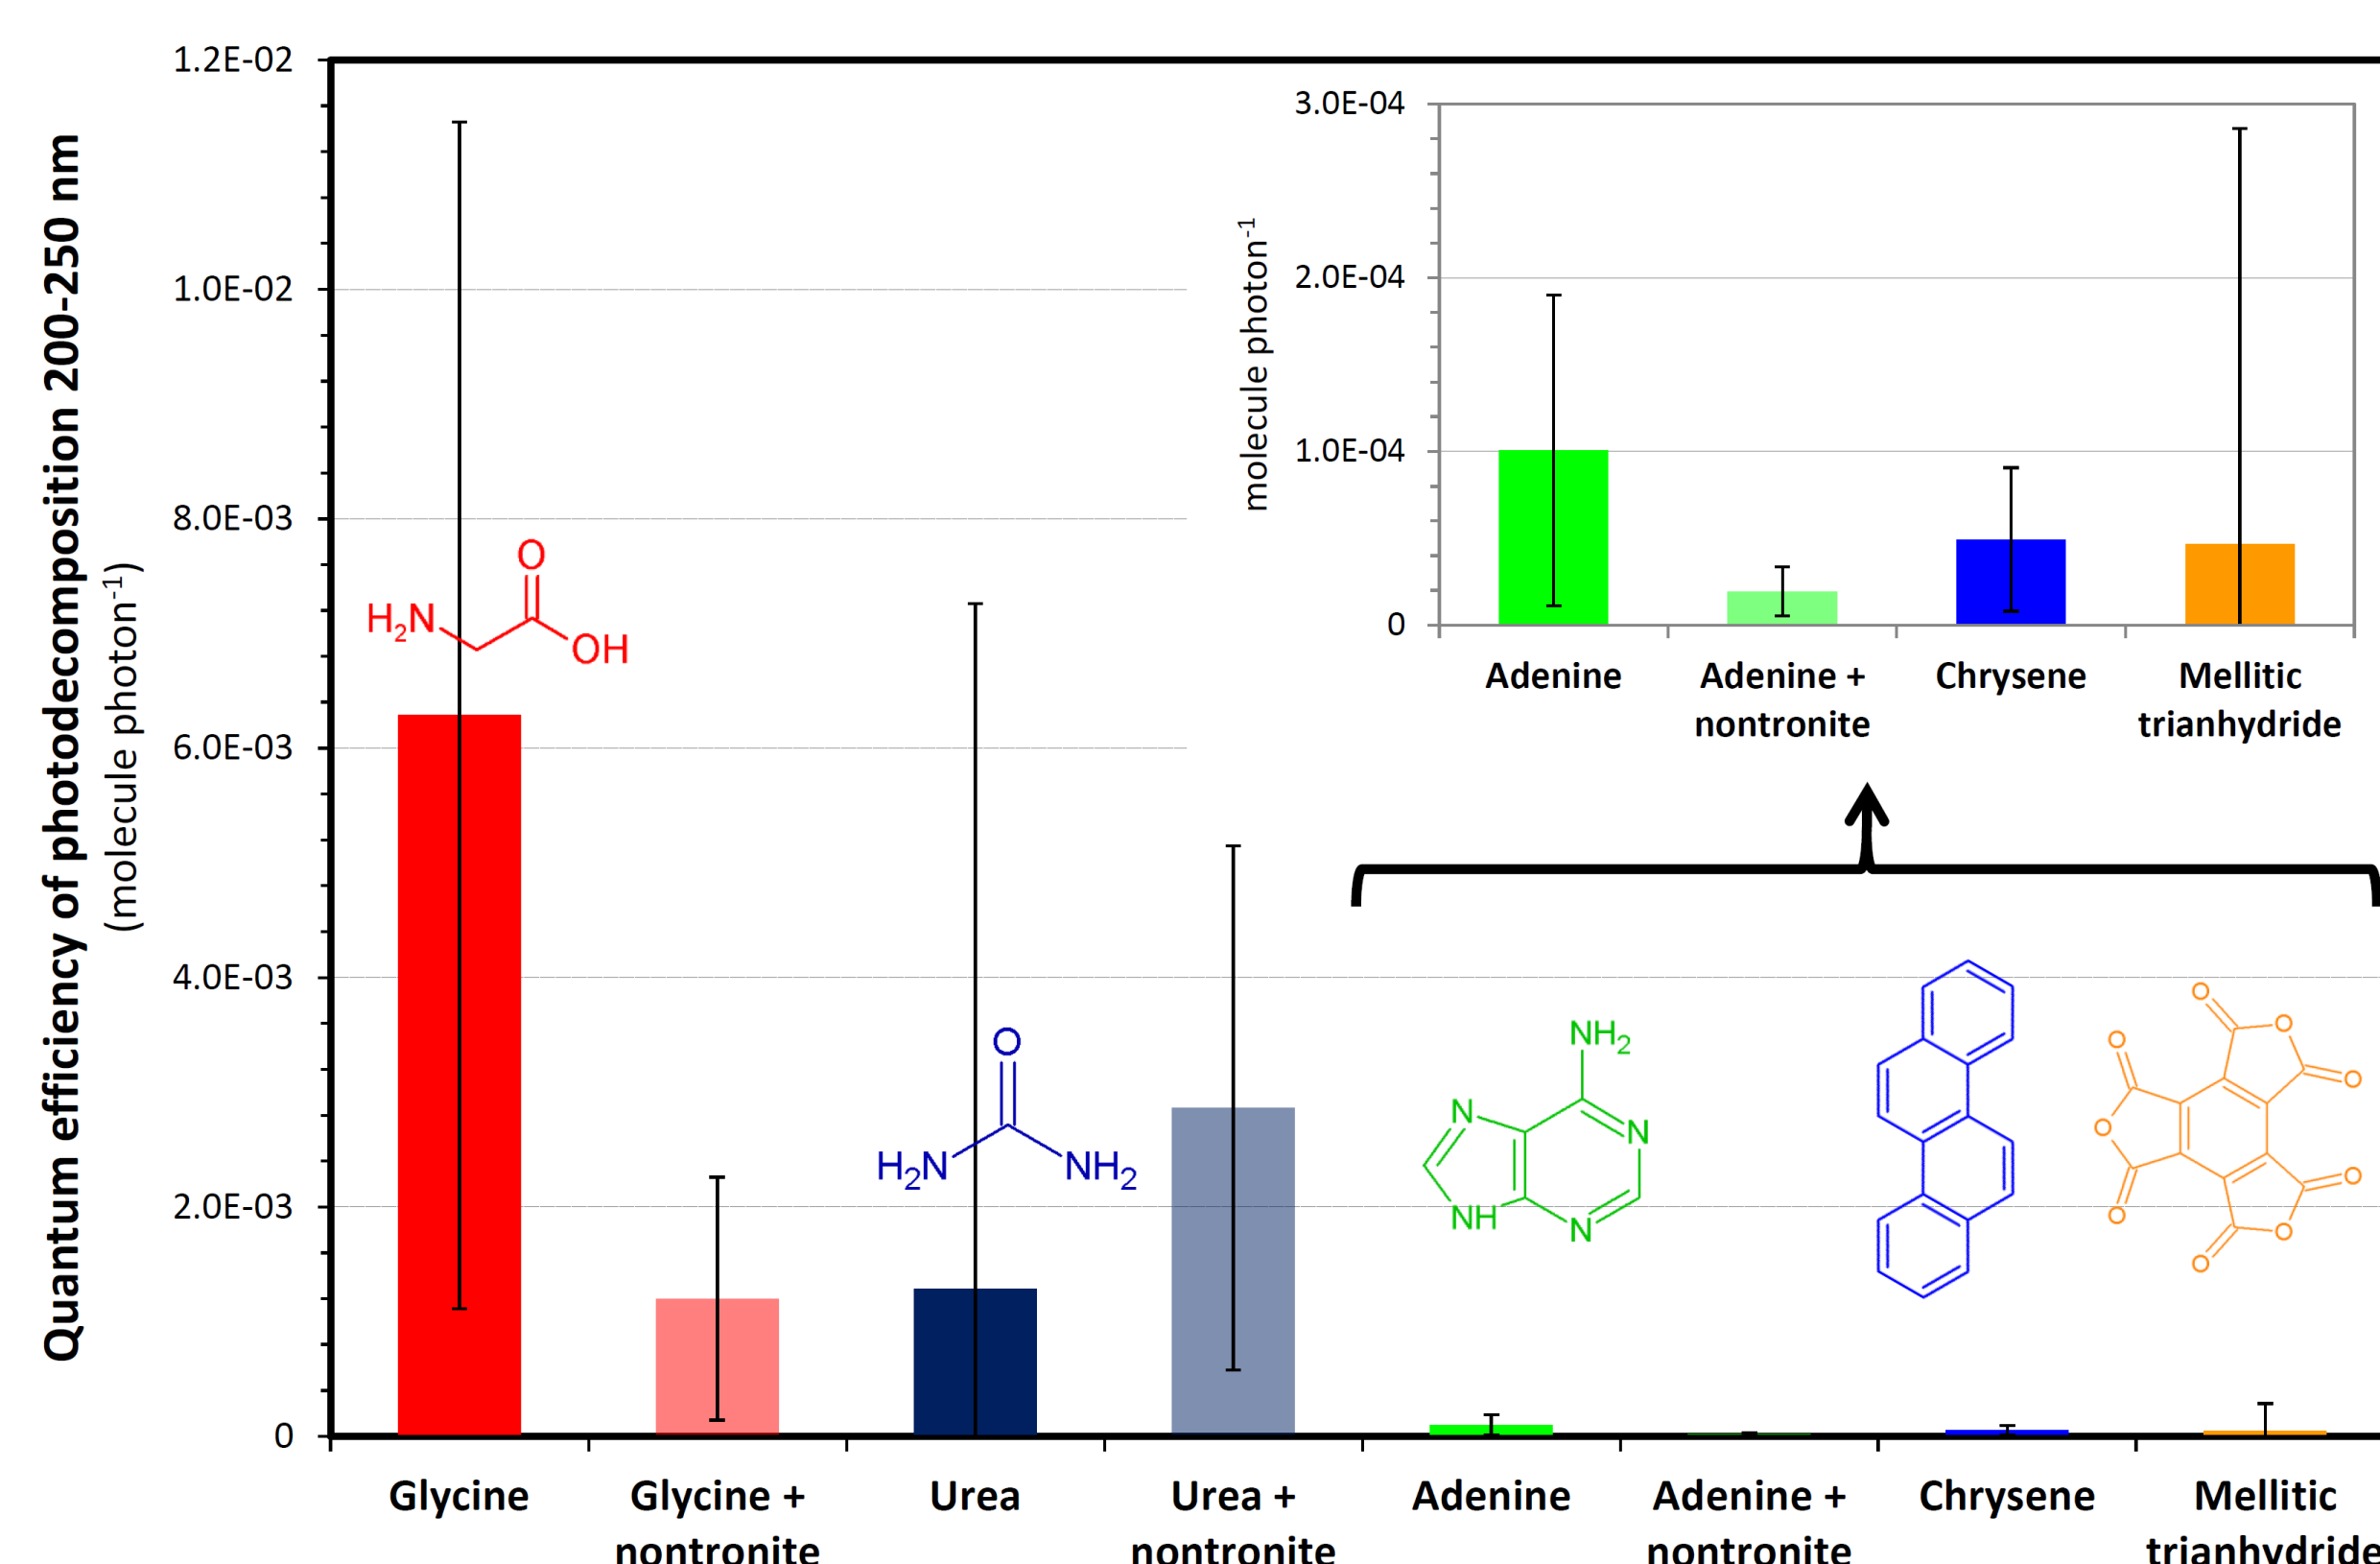 Quantum efficiency of photodecomposition 200-250 nm
(molecule photon-1)
1.2E-02
1.0E-02
8.0E-03
6.0E-03
4.0E-03
2.0E-03
0
molecule photon-1
3.0E-04
2.0E-04
1.0E-04
0
Adenine
Adenine +
nontronite
Chrysene
Mellitic
trianhydride
O
H2N
OH
O
H2N
NH2
NH2
N
N
NH
N
O
O
O
O
O
O
O
O
O
Glycine
Glycine +
nontronite
Urea
Urea +
nontronite
Adenine
Adenine +
nontronite
Chrysene
Mellitic
trianhydride